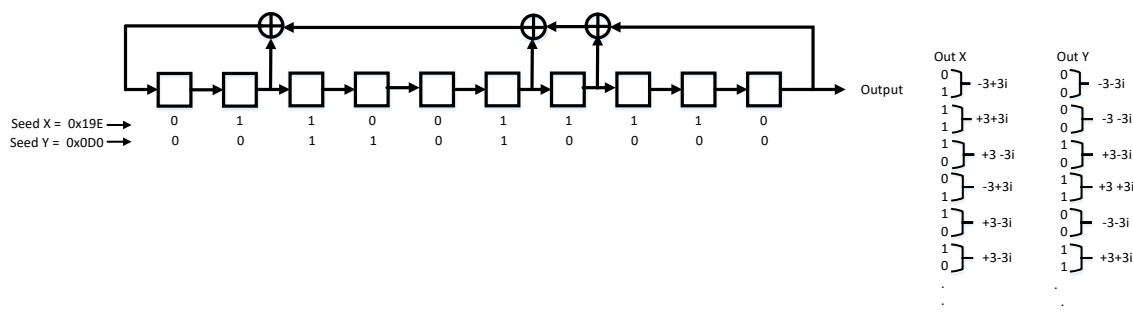 Output
Seed X = 0x19E 0 1 1 0 0 1 1 1 1 0
Seed Y = 0x0D0 0 0 1 1 0 1 0 0 0 0
Out X Out Y
0 0
-3+3i -3-3i
1 0
1 0
+3+3i -3 -3i
1 0
1 1
+3 -3i +3-3i
0 0
0 1
-3+3i +3 +3i
1 1
1 0
+3-3i -3-3i
0 0
1 1
+3-3i +3+3i
0 1
. .
. .